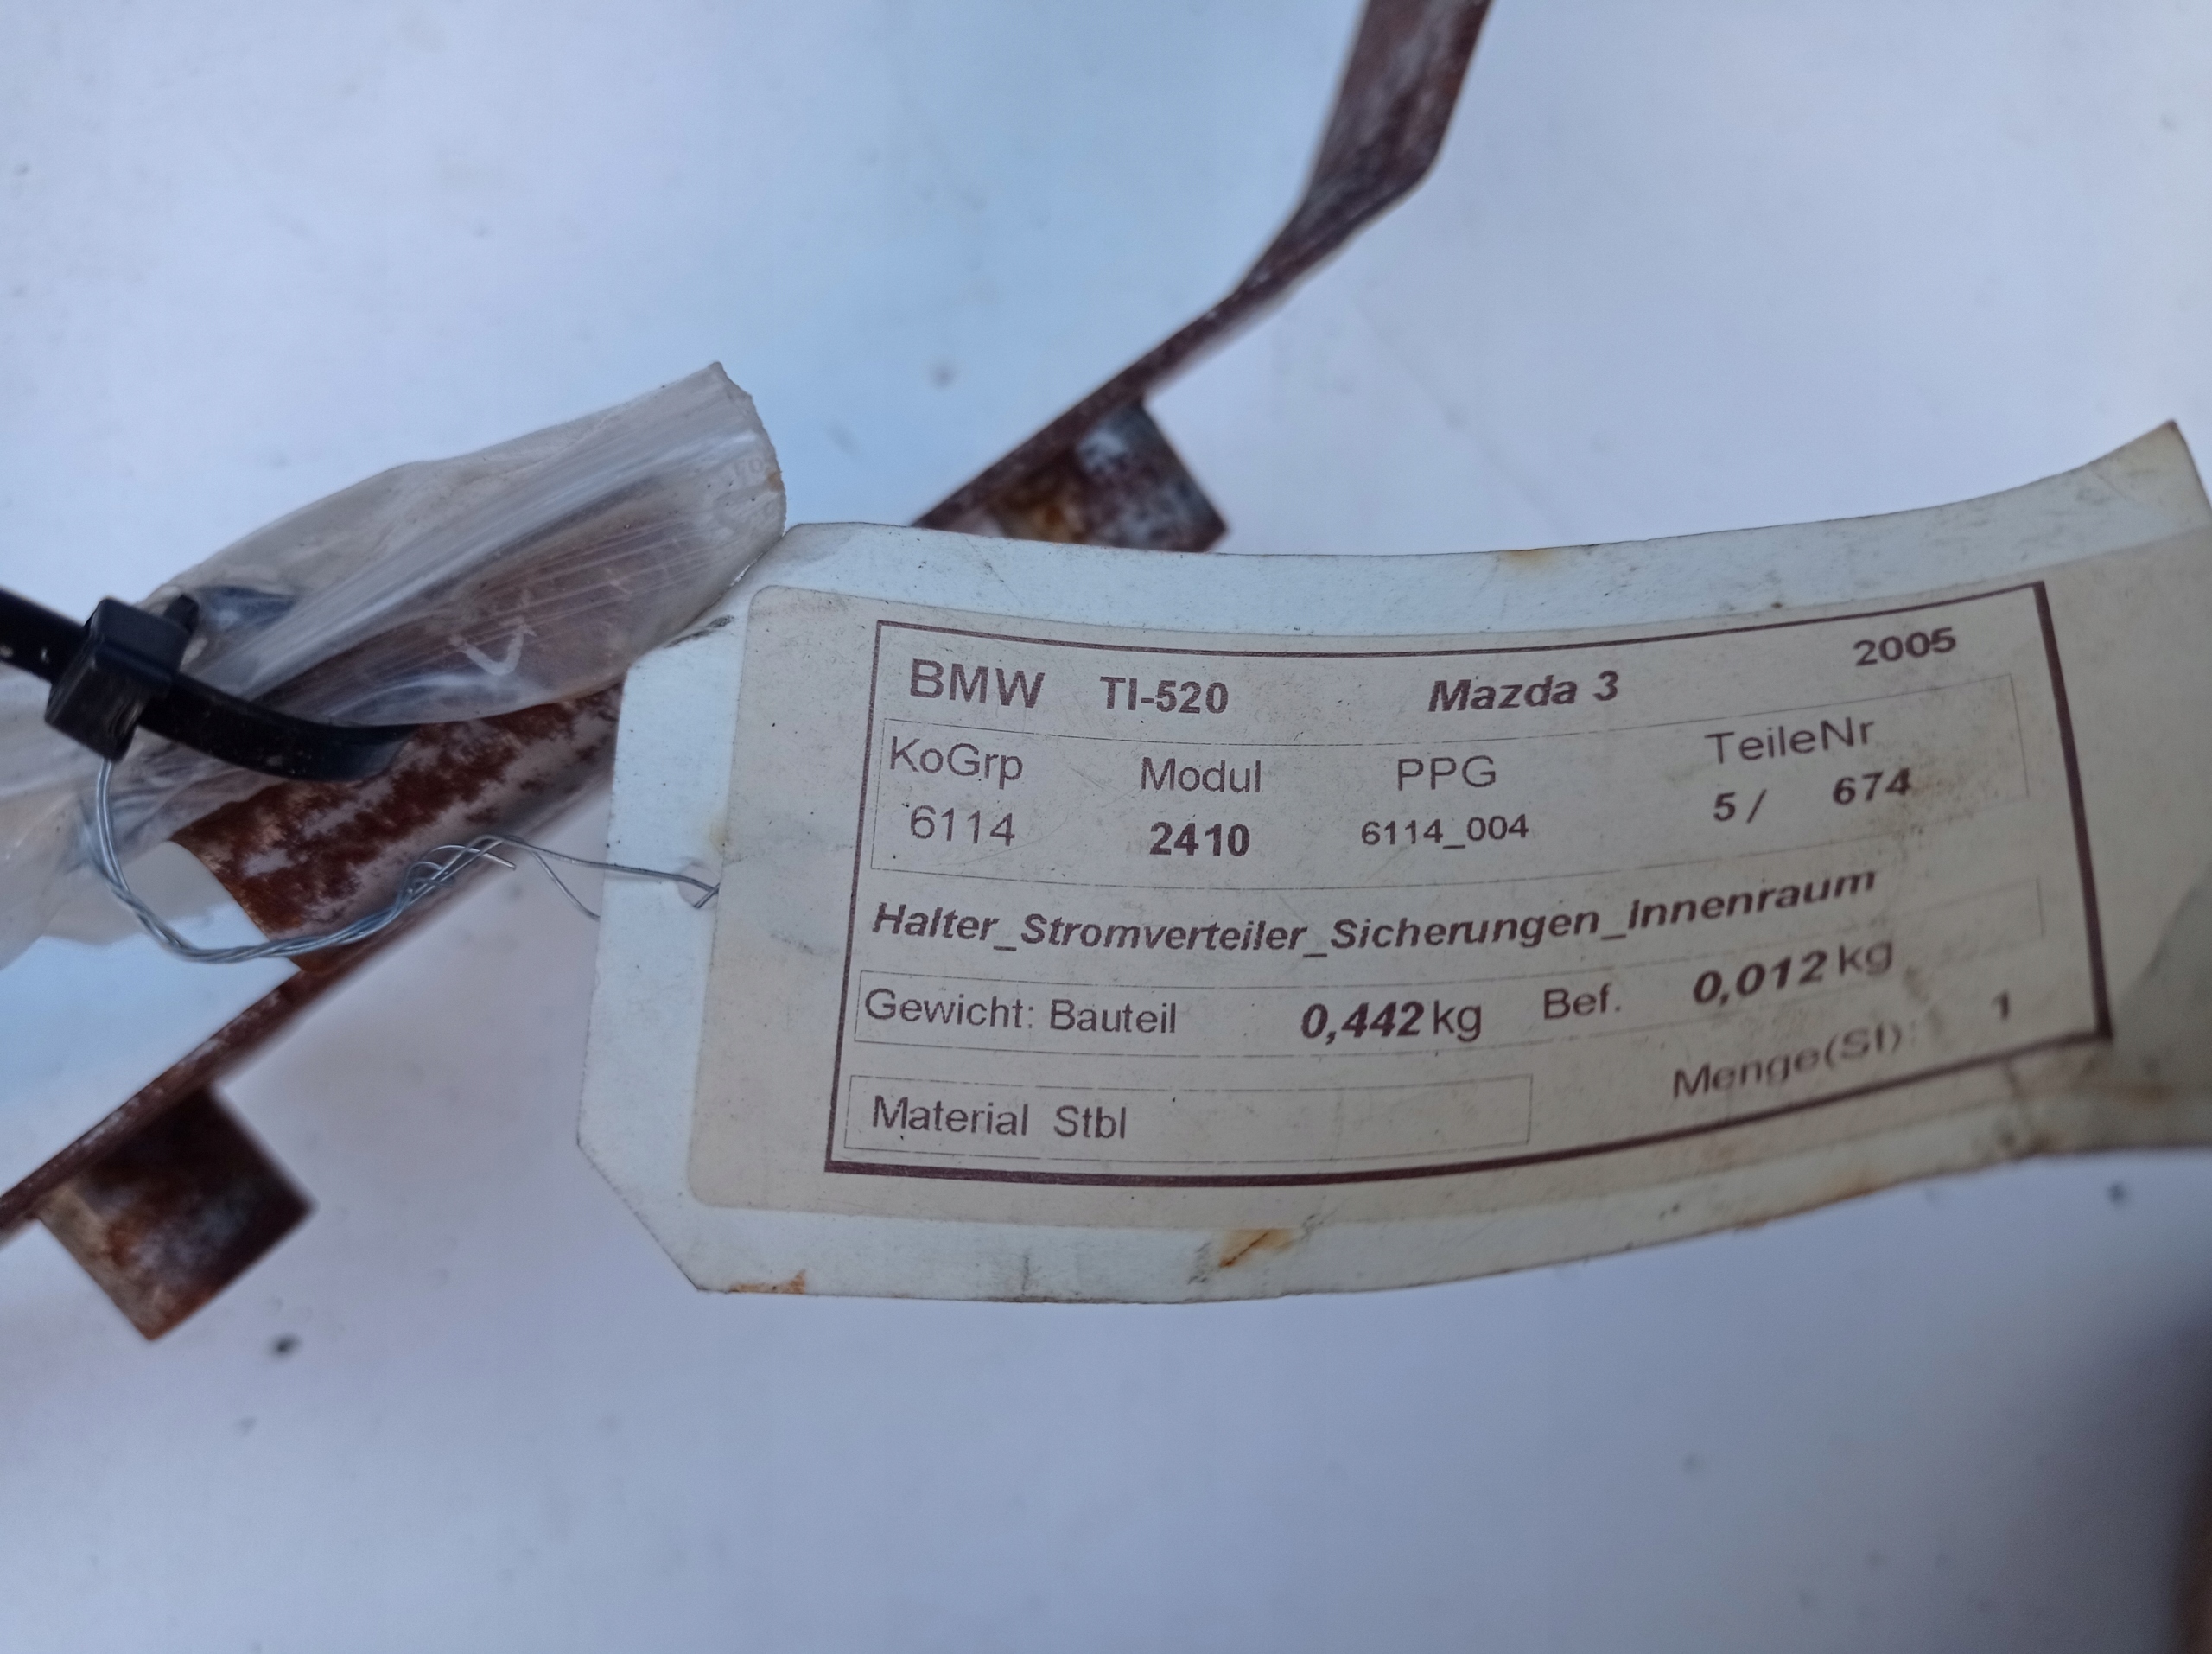 BMW TI-520 Mazda 3 2005
KoGrp Modul PPG TeileNr
6114 2410 6114_004 5 / 674
Halter_Stromverteiler_Sicherungen_Innenraum
Gewicht: Bauteil 0,442 kg Bef. 0,012 kg
Material Stbl Menge(St): 1